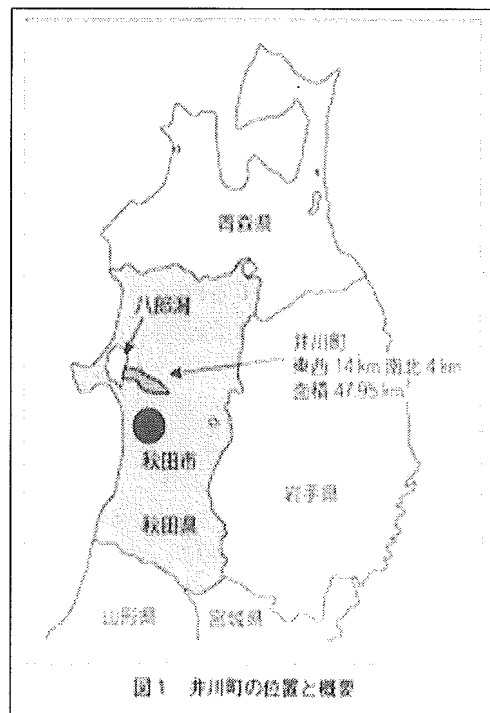 青森県
八郎潟
井川町
東西 14 km 南北 4 km
面積 47.95 km
秋田市
岩手県
秋田県
山形県
宮城県
図1 井川町の位置と概要